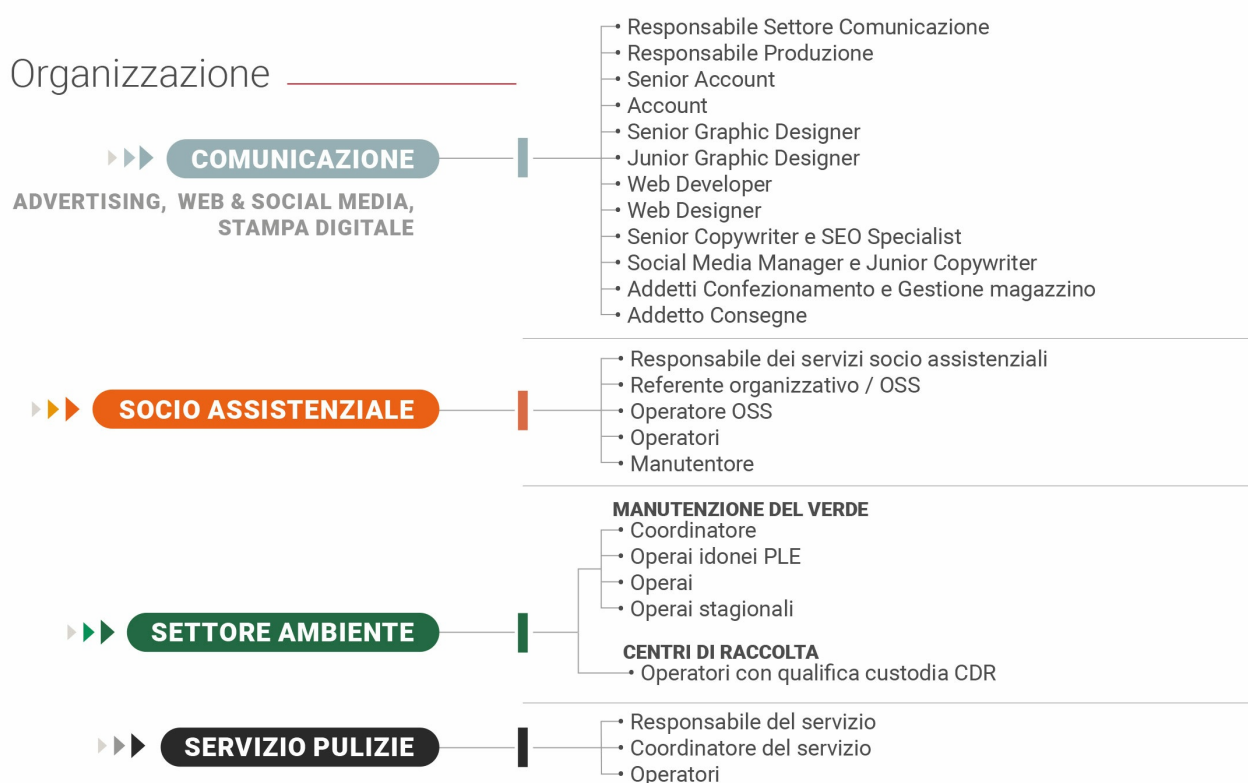 Organizzazione
COMUNICAZIONE
ADVERTISING, WEB & SOCIAL MEDIA,
STAMPA DIGITALE
• Responsabile Settore Comunicazione
• Responsabile Produzione
• Senior Account
• Account
• Senior Graphic Designer
• Junior Graphic Designer
• Web Developer
• Web Designer
• Senior Copywriter e SEO Specialist
• Social Media Manager e Junior Copywriter
• Addetti Confezionamento e Gestione magazzino
• Addetto Consegne
SOCIO ASSISTENZIALE
• Responsabile dei servizi socio assistenziali
• Referente organizzativo / OSS
• Operatore OSS
• Operatori
• Manutentore
SETTORE AMBIENTE
MANUTENZIONE DEL VERDE
• Coordinatore
• Operai idonei PLE
• Operai
• Operai stagionali
CENTRI DI RACCOLTA
• Operatori con qualifica custodia CDR
SERVIZIO PULIZIE
• Responsabile del servizio
• Coordinatore del servizio
• Operatori